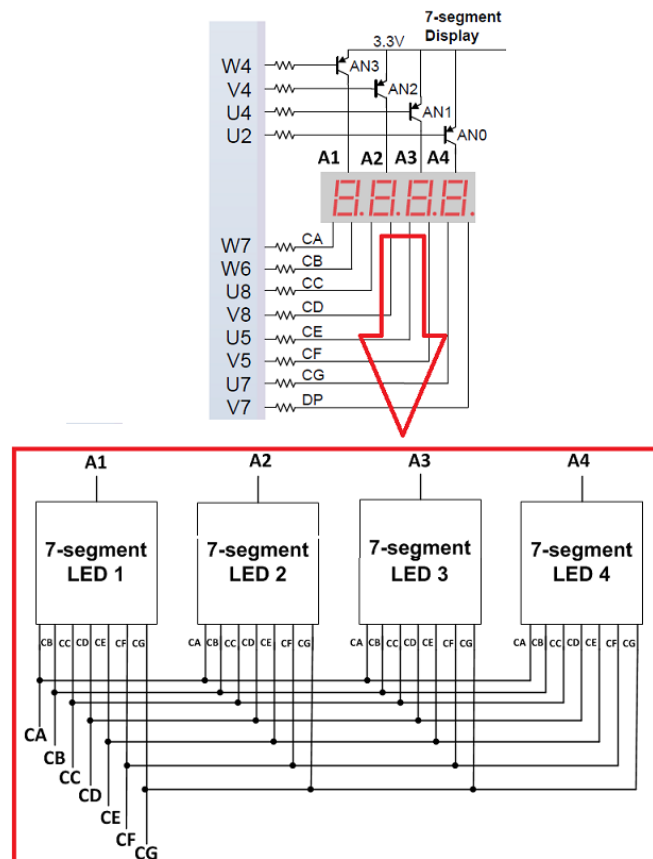 7-segment
Display
3.3V
W4
AN3
V4
AN2
U4
AN1
U2
AN0
A1 A2 A3 A4
W7 CA
W6 CB
U8 CC
V8 CD
U5 CE
V5 CF
U7 CG
V7 DP
A1 A2 A3 A4
7-segment 7-segment 7-segment 7-segment
LED 1 LED 2 LED 3 LED 4
CB CC CD CE CF CG CA CB CC CD CE CF CG CA CB CC CD CE CF CG CA CB CC CD CE CF CG
CA
CB
CC
CD
CE
CF
CG